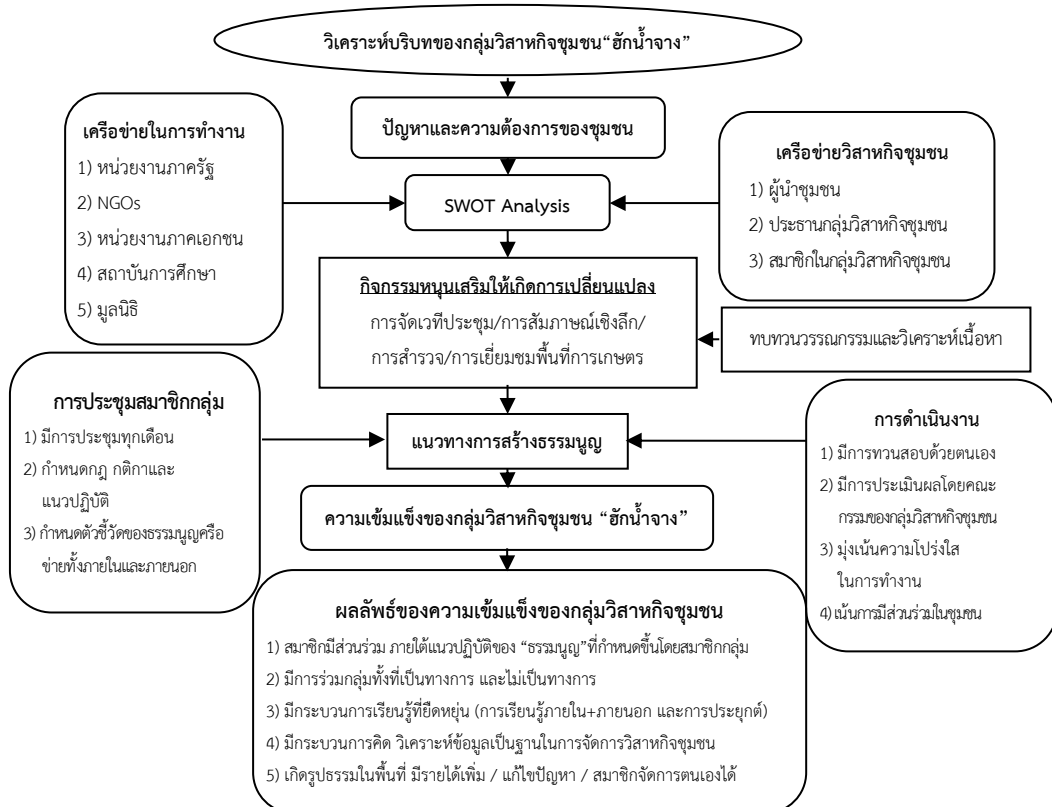 วิเคราะห์บริบทของกลุ่มวิสาหกิจชุมชน“ฮักน้ำจาง”
ปัญหาและความต้องการของชุมชน
เครือข่ายในการทำงาน
1) หน่วยงานภาครัฐ
2) NGOs
3) หน่วยงานภาคเอกชน
4) สถาบันการศึกษา
5) มูลนิธิ
SWOT Analysis
เครือข่ายวิสาหกิจชุมชน
1) ผู้นำชุมชน
2) ประธานกลุ่มวิสาหกิจชุมชน
3) สมาชิกในกลุ่มวิสาหกิจชุมชน
กิจกรรมหนุนเสริมให้เกิดการเปลี่ยนแปลง
การจัดเวทีประชุม/การสัมภาษณ์เชิงลึก/
การสำรวจ/การเยี่ยมชมพื้นที่การเกษตร
ทบทวนวรรณกรรมและวิเคราะห์เนื้อหา
การประชุมสมาชิกกลุ่ม
1) มีการประชุมทุกเดือน
2) กำหนดกฎ กติกาและ
แนวปฏิบัติ
3) กำหนดตัวชี้วัดของธรรมนูญครือ
ข่ายทั้งภายในและภายนอก
แนวทางการสร้างธรรมนูญ
การดำเนินงาน
1) มีการทวนสอบด้วยตนเอง
2) มีการประเมินผลโดยคณะ
กรรมของกลุ่มวิสาหกิจชุมชน
3) มุ่งเน้นความโปร่งใส
ในการทำงาน
4) เน้นการมีส่วนร่วมในชุมชน
ความเข้มแข็งของกลุ่มวิสาหกิจชุมชน “ฮักน้ำจาง”
ผลลัพธ์ของความเข้มแข็งของกลุ่มวิสาหกิจชุมชน
1) สมาชิกมีส่วนร่วม ภายใต้แนวปฏิบัติของ “ธรรมนูญ”ที่กำหนดขึ้นโดยสมาชิกกลุ่ม
2) มีการร่วมกลุ่มทั้งที่เป็นทางการ และไม่เป็นทางการ
3) มีกระบวนการเรียนรู้ที่ยืดหยุ่น (การเรียนรู้ภายใน+ภายนอก และการประยุกต์)
4) มีกระบวนการคิด วิเคราะห์ข้อมูลเป็นฐานในการจัดการวิสาหกิจชุมชน
5) เกิดรูปธรรมในพื้นที่ มีรายได้เพิ่ม / แก้ไขปัญหา / สมาชิกจัดการตนเองได้